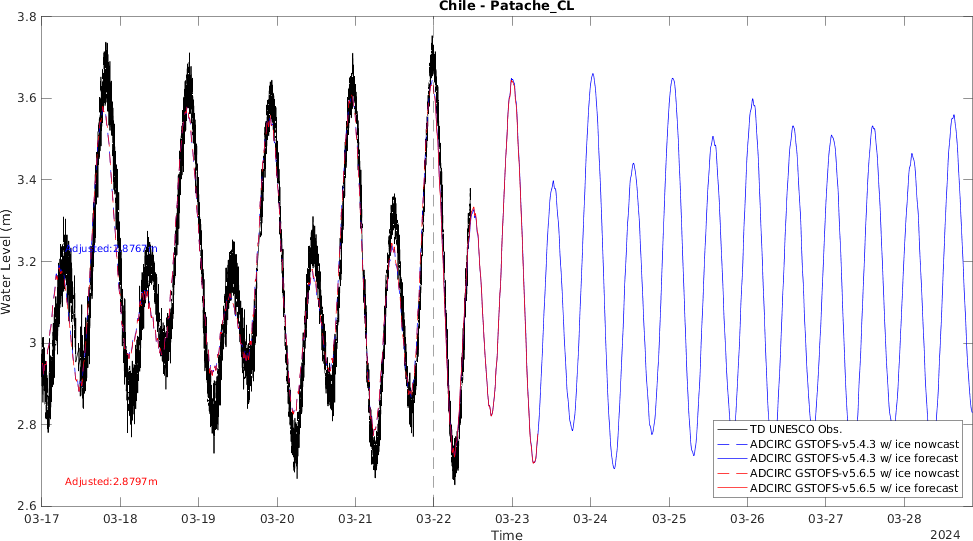 Chile - Patache_CL
3.8
3.6
3.4
3.2
3
2.8
2.6
Water Level (m)
Adjusted:2.8767m
Adjusted:2.8797m
TD UNESCO Obs.
ADCIRC GSTOFS-v5.4.3 w/ ice nowcast
ADCIRC GSTOFS-v5.4.3 w/ ice forecast
ADCIRC GSTOFS-v5.6.5 w/ ice nowcast
ADCIRC GSTOFS-v5.6.5 w/ ice forecast
03-17 03-18 03-19 03-20 03-21 03-22 03-23 03-24 03-25 03-26 03-27 03-28
Time
2024